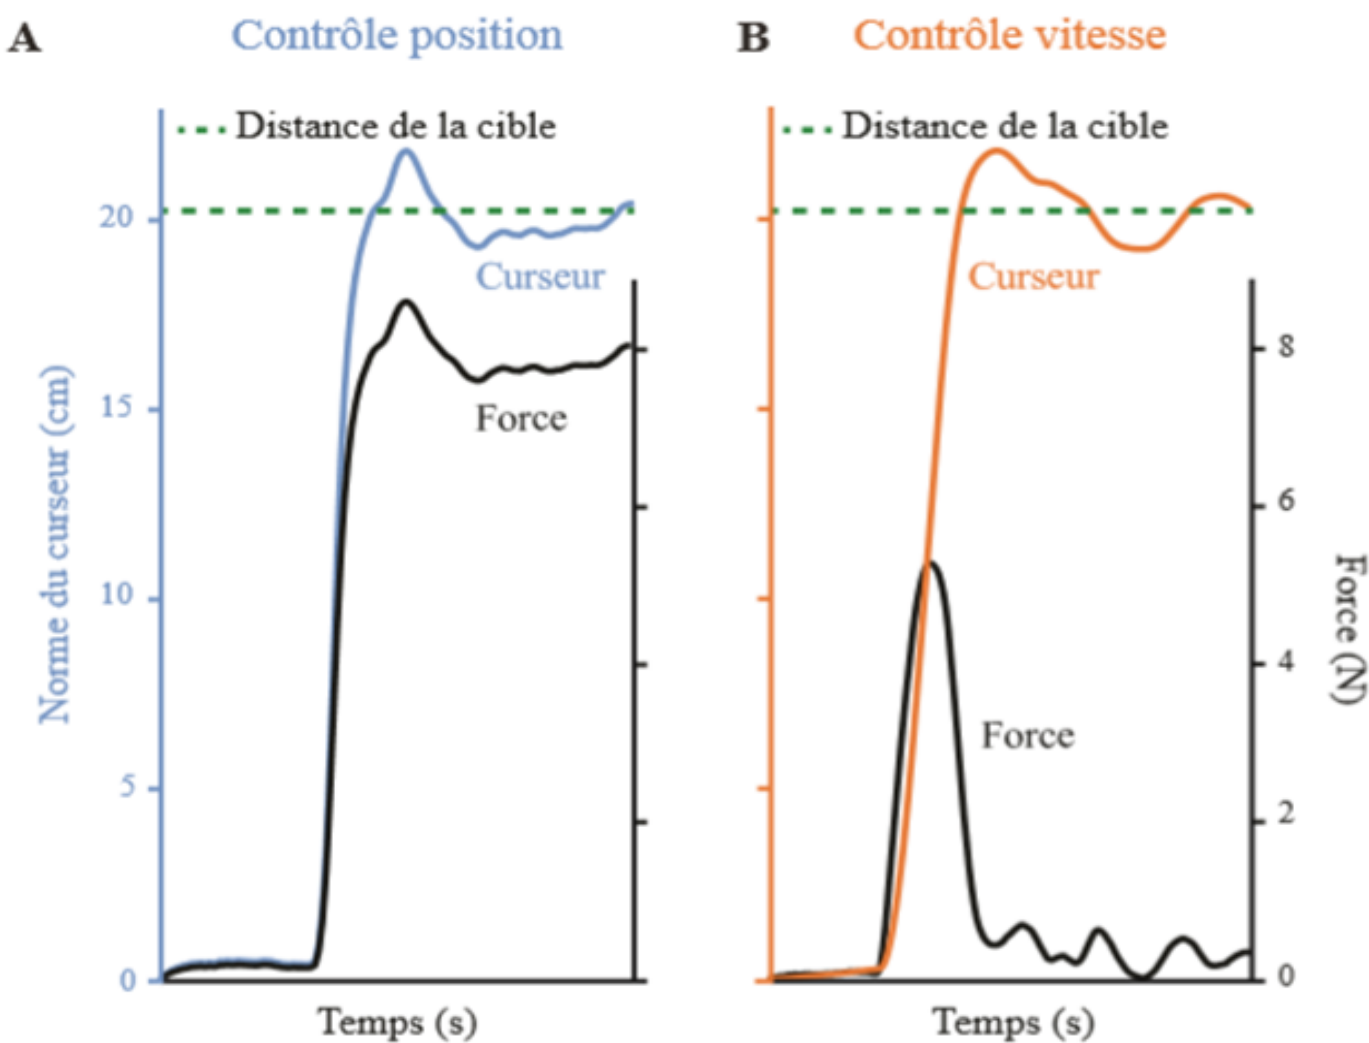 A
Contrôle position
Distance de la cible
Norme du curseur (cm)
20
15
10
5
0
Curseur
Force
Temps (s)
B
Contrôle vitesse
Distance de la cible
Curseur
Force
8
6
4
2
0
Force (N)
Temps (s)